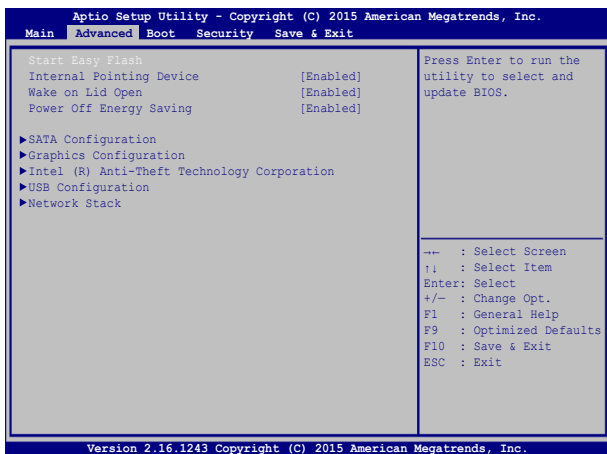 Aptio Setup Utility - Copyright (C) 2015 American Megatrends, Inc.
Main Advanced Boot Security Save & Exit
Start Easy Flash
Internal Pointing Device [Enabled]
Wake on Lid Open [Enabled]
Power Off Energy Saving [Enabled]
▶SATA Configuration
▶Graphics Configuration
▶Intel (R) Anti-Theft Technology Corporation
▶USB Configuration
▶Network Stack
Press Enter to run the
utility to select and
update BIOS.
→← : Select Screen
↑↓ : Select Item
Enter: Select
+/— : Change Opt.
F1 : General Help
F9 : Optimized Defaults
F10 : Save & Exit
ESC : Exit
Version 2.16.1243 Copyright (C) 2015 American Megatrends, Inc.